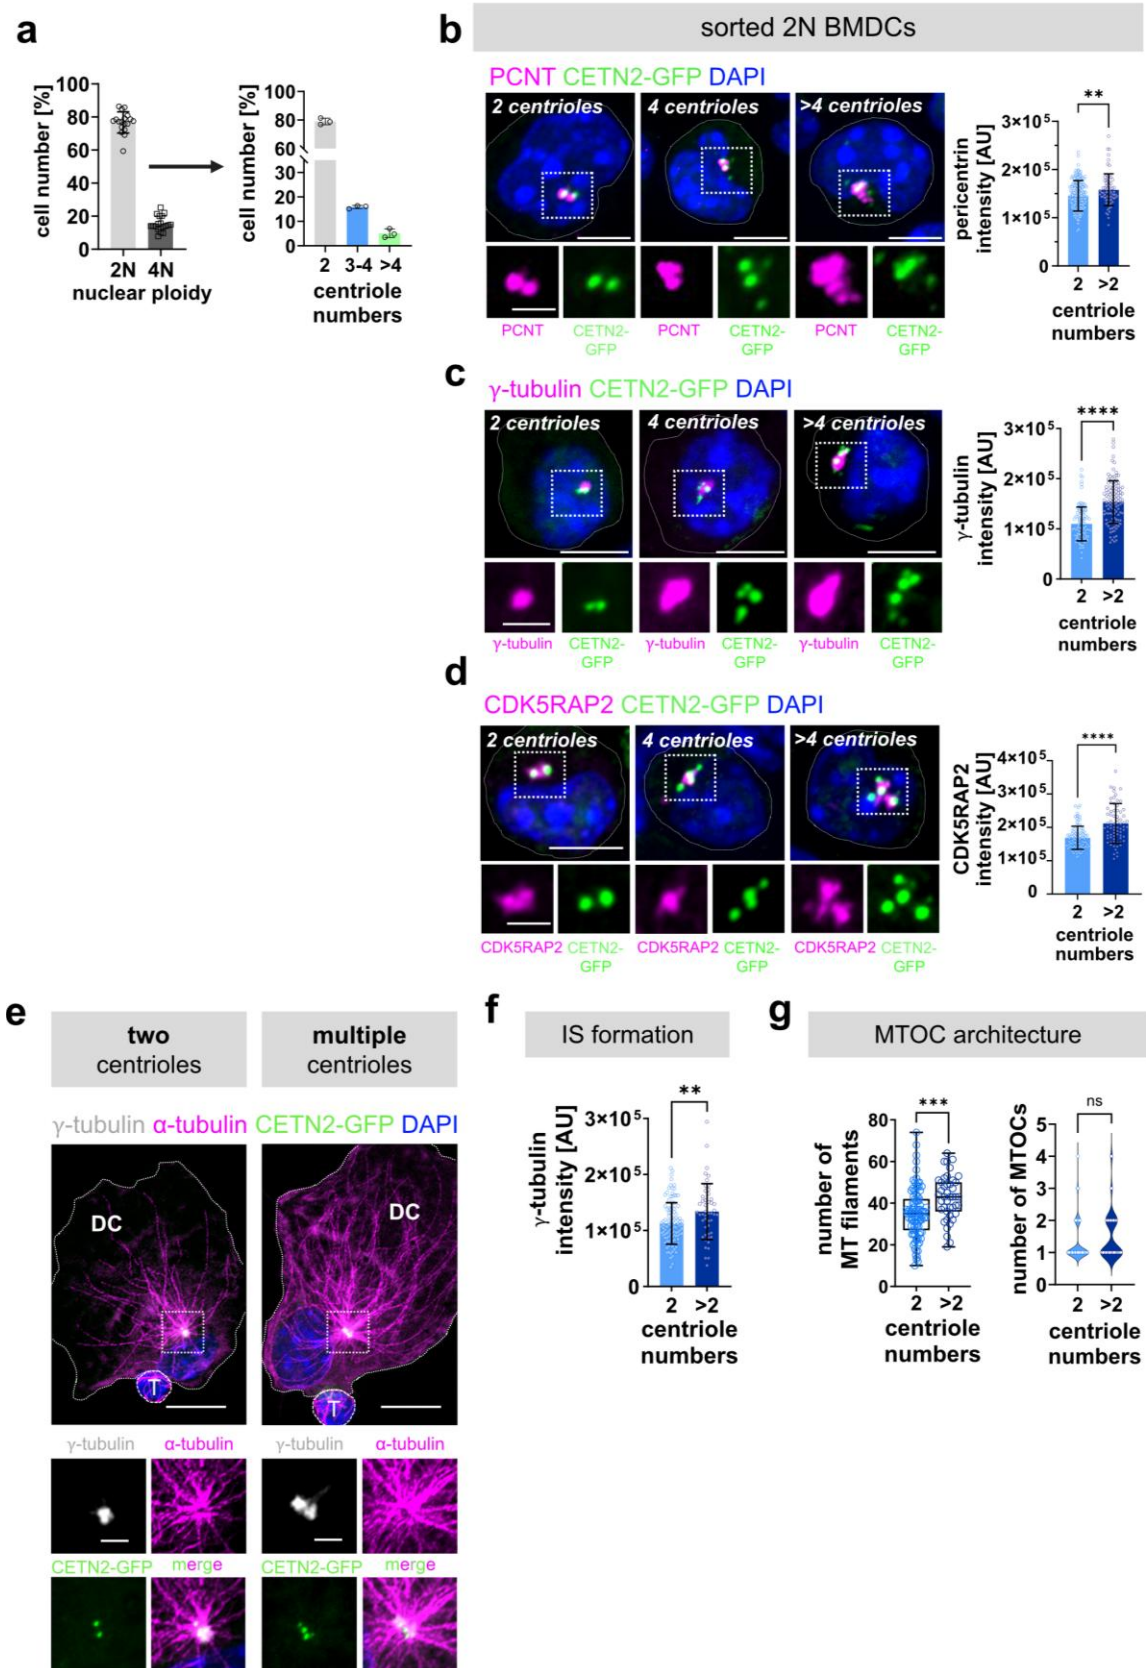 a
cell number [%]
100
80
60
40
20
0
2N 4N
nuclear ploidy
cell number [%]
100
80
60
30
20
10
0
2 3-4 >4
centriole
numbers
b
sorted 2N BMDCs
PCNT CETN2-GFP DAPI
2 centrioles
4 centrioles
>4 centrioles
PCNT
CETN2-
GFP
PCNT
CETN2-
GFP
PCNT
CETN2-
GFP
**
pericentrin
intensity [AU]
3×10⁵
2×10⁵
1×10⁵
0
2 >2
centriole
numbers
c
γ-tubulin CETN2-GFP DAPI
2 centrioles
4 centrioles
>4 centrioles
γ-tubulin
CETN2-
GFP
γ-tubulin
CETN2-
GFP
γ-tubulin
CETN2-
GFP
****
γ-tubulin
intensity [AU]
3×10⁵
2×10⁵
1×10⁵
0
2 >2
centriole
numbers
d
CDK5RAP2 CETN2-GFP DAPI
2 centrioles
4 centrioles
>4 centrioles
CDK5RAP2
CETN2-
GFP
CDK5RAP2
CETN2-
GFP
CDK5RAP2
CETN2-
GFP
****
CDK5RAP2
intensity [AU]
4×10⁵
3×10⁵
2×10⁵
1×10⁵
0
2 >2
centriole
numbers
e
two
centrioles
multiple
centrioles
γ-tubulin α-tubulin CETN2-GFP DAPI
DC
T
DC
T
γ-tubulin α-tubulin
γ-tubulin α-tubulin
CETN2-GFP merge
CETN2-GFP merge
f
IS formation
**
γ-tubulin
intensity [AU]
3×10⁵
2×10⁵
1×10⁵
0
2 >2
centriole
numbers
g
MTOC architecture
***
number of
MT filaments
80
60
40
20
0
2 >2
centriole
numbers
ns
number of MTOCs
5
4
3
2
1
0
2 >2
centriole
numbers